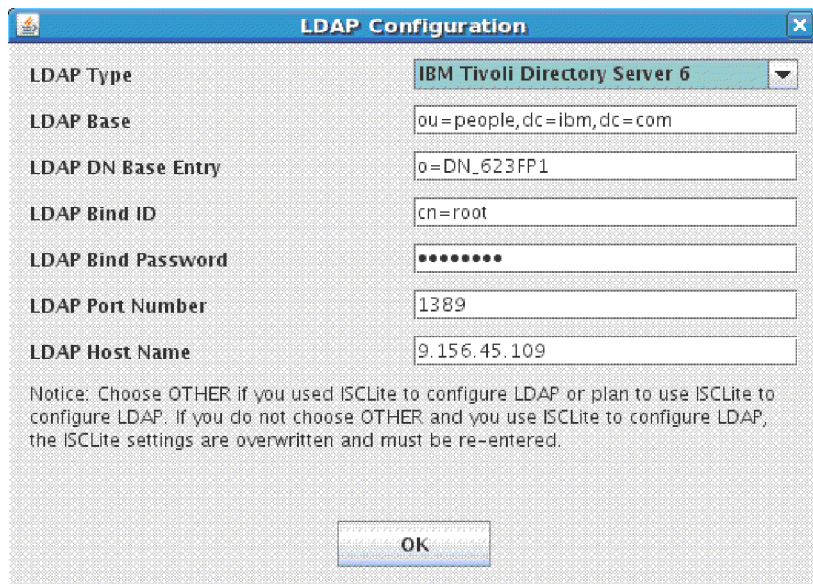 LDAP Configuration
LDAP Type IBM Tivoli Directory Server 6
LDAP Base ou=people,dc=ibm,dc=com
LDAP DN Base Entry o=DN_623FP1
LDAP Bind ID cn=root
LDAP Bind Password ••••••••
LDAP Port Number 1389
LDAP Host Name 9.156.45.109
Notice: Choose OTHER if you used ISCLite to configure LDAP or plan to use ISCLite to
configure LDAP. If you do not choose OTHER and you use ISCLite to configure LDAP,
the ISCLite settings are overwritten and must be re-entered.
OK